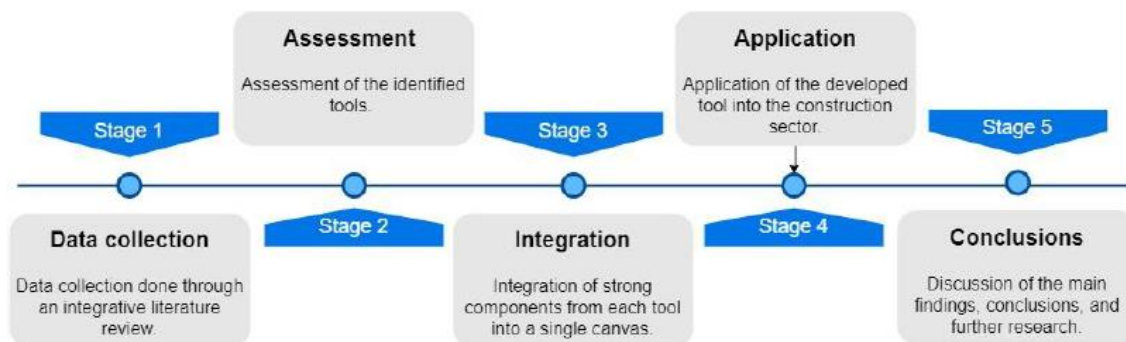 Stage 1
Data collection
Data collection done through
an integrative literature
review.
Assessment
Assessment of the identified
tools.
Stage 2
Stage 3
Integration
Integration of strong
components from each tool
into a single canvas.
Application
Application of the developed
tool into the construction
sector.
Stage 4
Stage 5
Conclusions
Discussion of the main
findings, conclusions, and
further research.